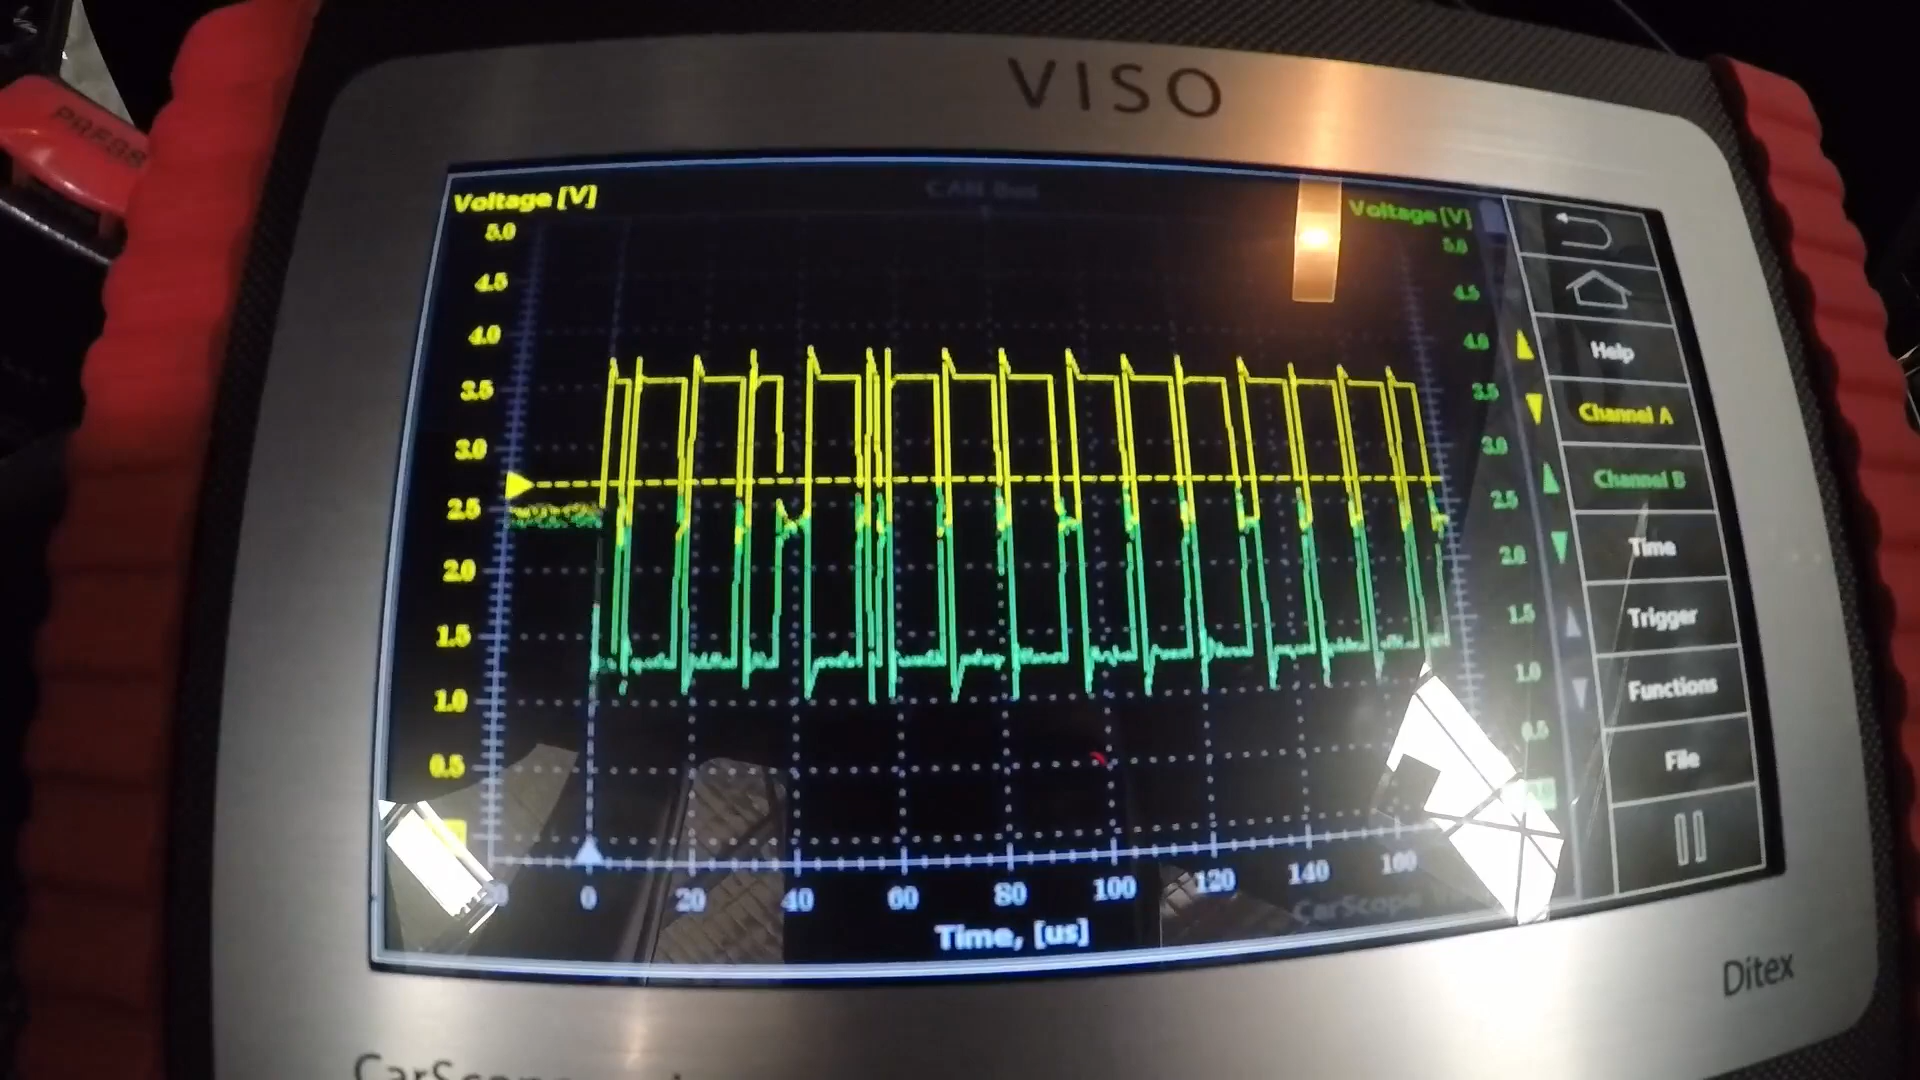 PRESS
VISO
CAN Bus
Voltage [V]
Voltage [V]
5.0
4.5
4.0
3.5
3.0
2.5
2.0
1.5
1.0
0.5
5.0
4.5
4.0
3.5
3.0
2.5
2.0
1.5
1.0
0.5
0 20 40 60 80 100 120 140 160
Time, [us]
CarScope
Help
Channel A
Channel B
Time
Trigger
Functions
File
Ditex